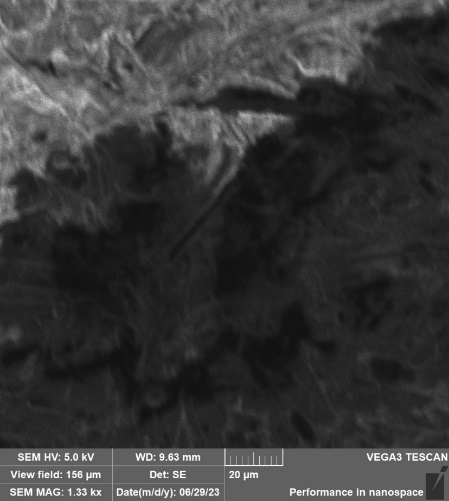 SEM HV: 5.0 kV WD: 9.63 mm VEGA3 TESCAN
View field: 156 µm Det: SE 20 µm
SEM MAG: 1.33 kx Date(m/d/y): 06/29/23 Performance in nanospace